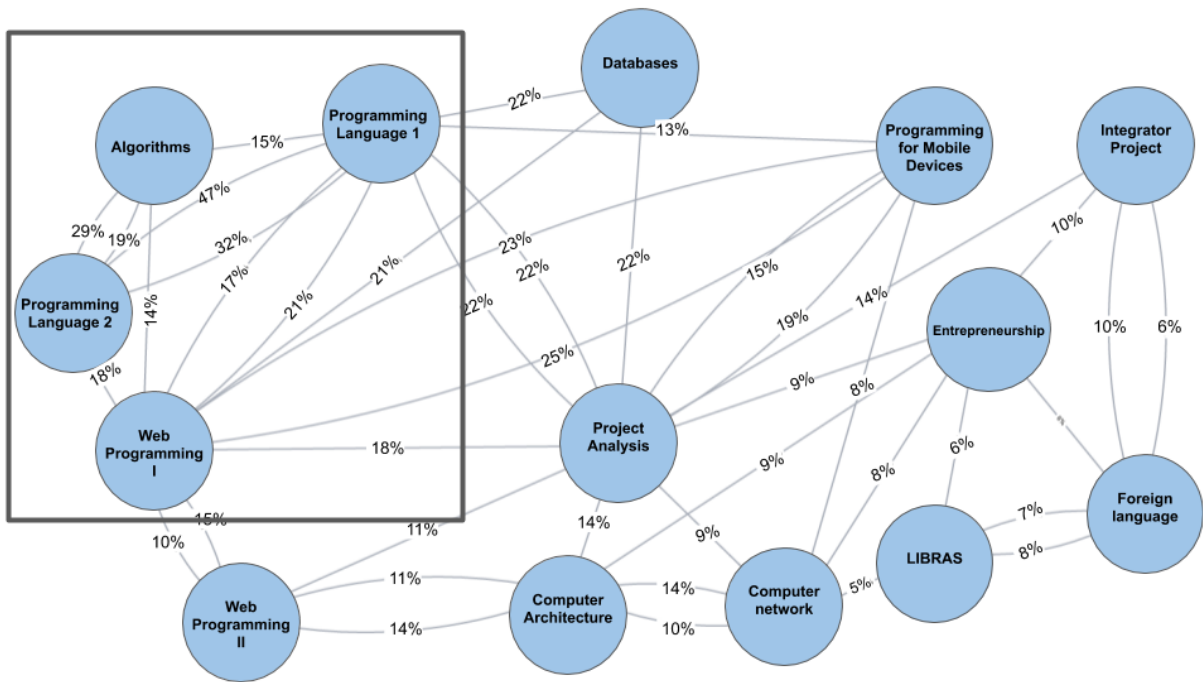 Databases
Programming
Language 1
Algorithms
Programming
for Mobile
Devices
Integrator
Project
22%
13%
15%
47%
29%
19%
32%
23%
10%
17%
21%
21%
22%
22%
22%
15%
14%
Programming
Language 2
14%
19%
Entrepreneurship
10%
6%
18%
25%
9%
8%
Web
Programming
I
18%
Project
Analysis
9%
8%
6%
Foreign
language
15%
10%
11%
14%
9%
7%
8%
LIBRAS
11%
14%
5%
Web
Programming
II
14%
Computer
Architecture
10%
Computer
network